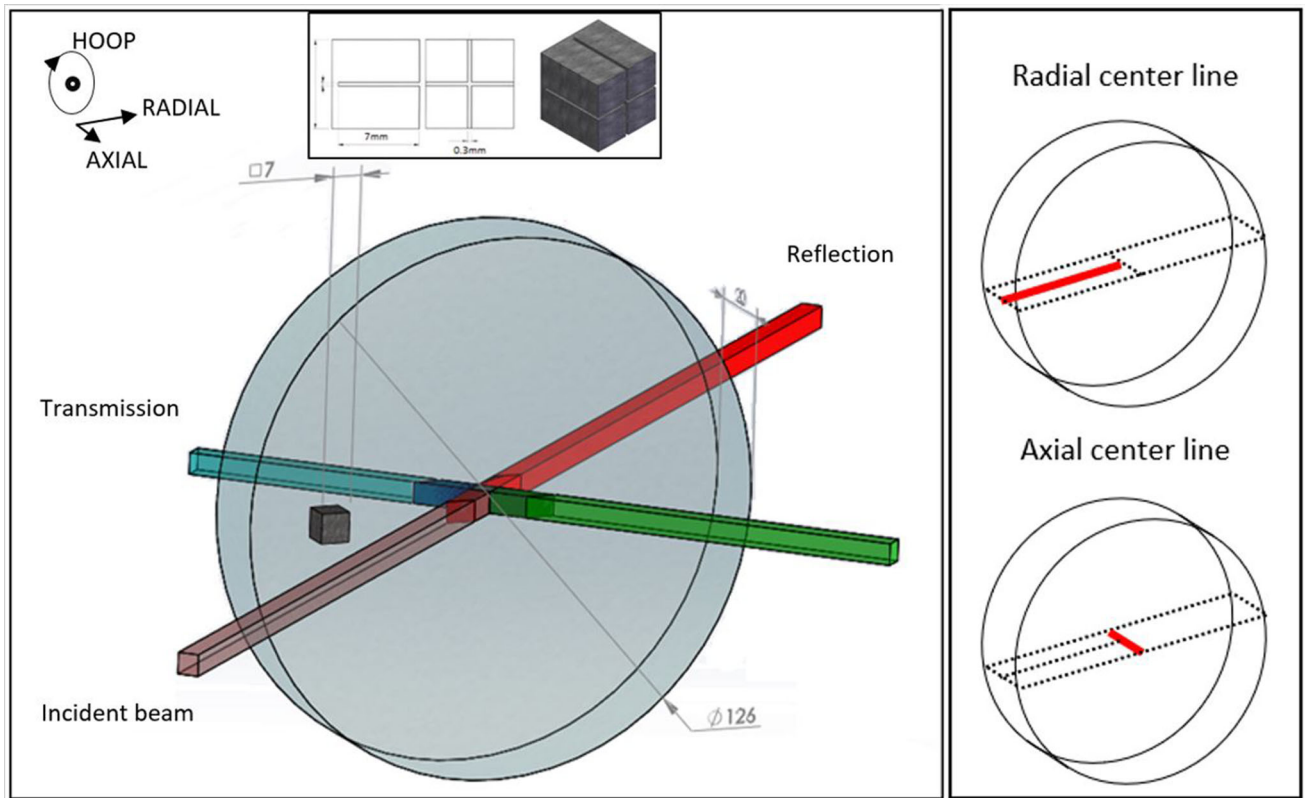 HOOP
RADIAL
AXIAL
7mm
0.3mm
□7
Reflection
20
Transmission
Incident beam
Ø126
Radial center line
Axial center line